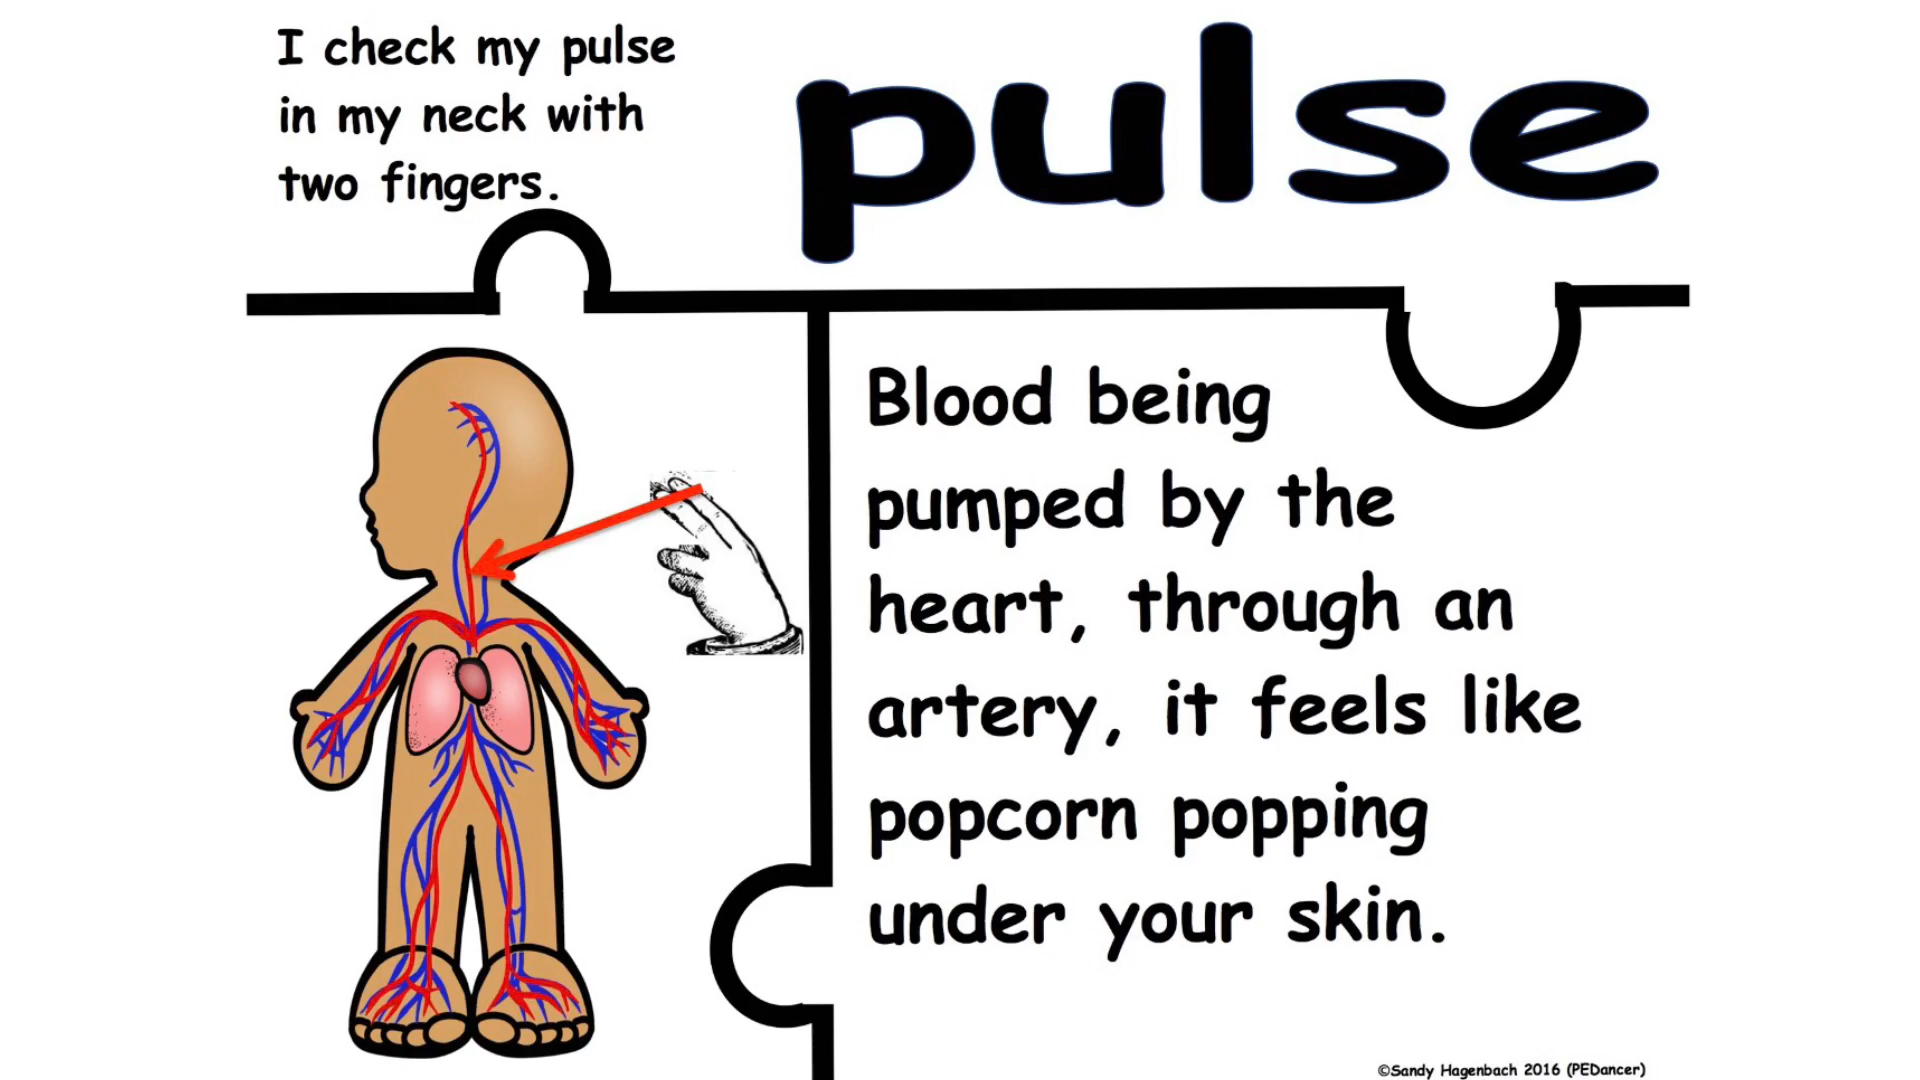 I check my pulse
in my neck with
two fingers.
pulse
Blood being
pumped by the
heart, through an
artery, it feels like
popcorn popping
under your skin.
©Sandy Hagenbach 2016 (PEDancer)